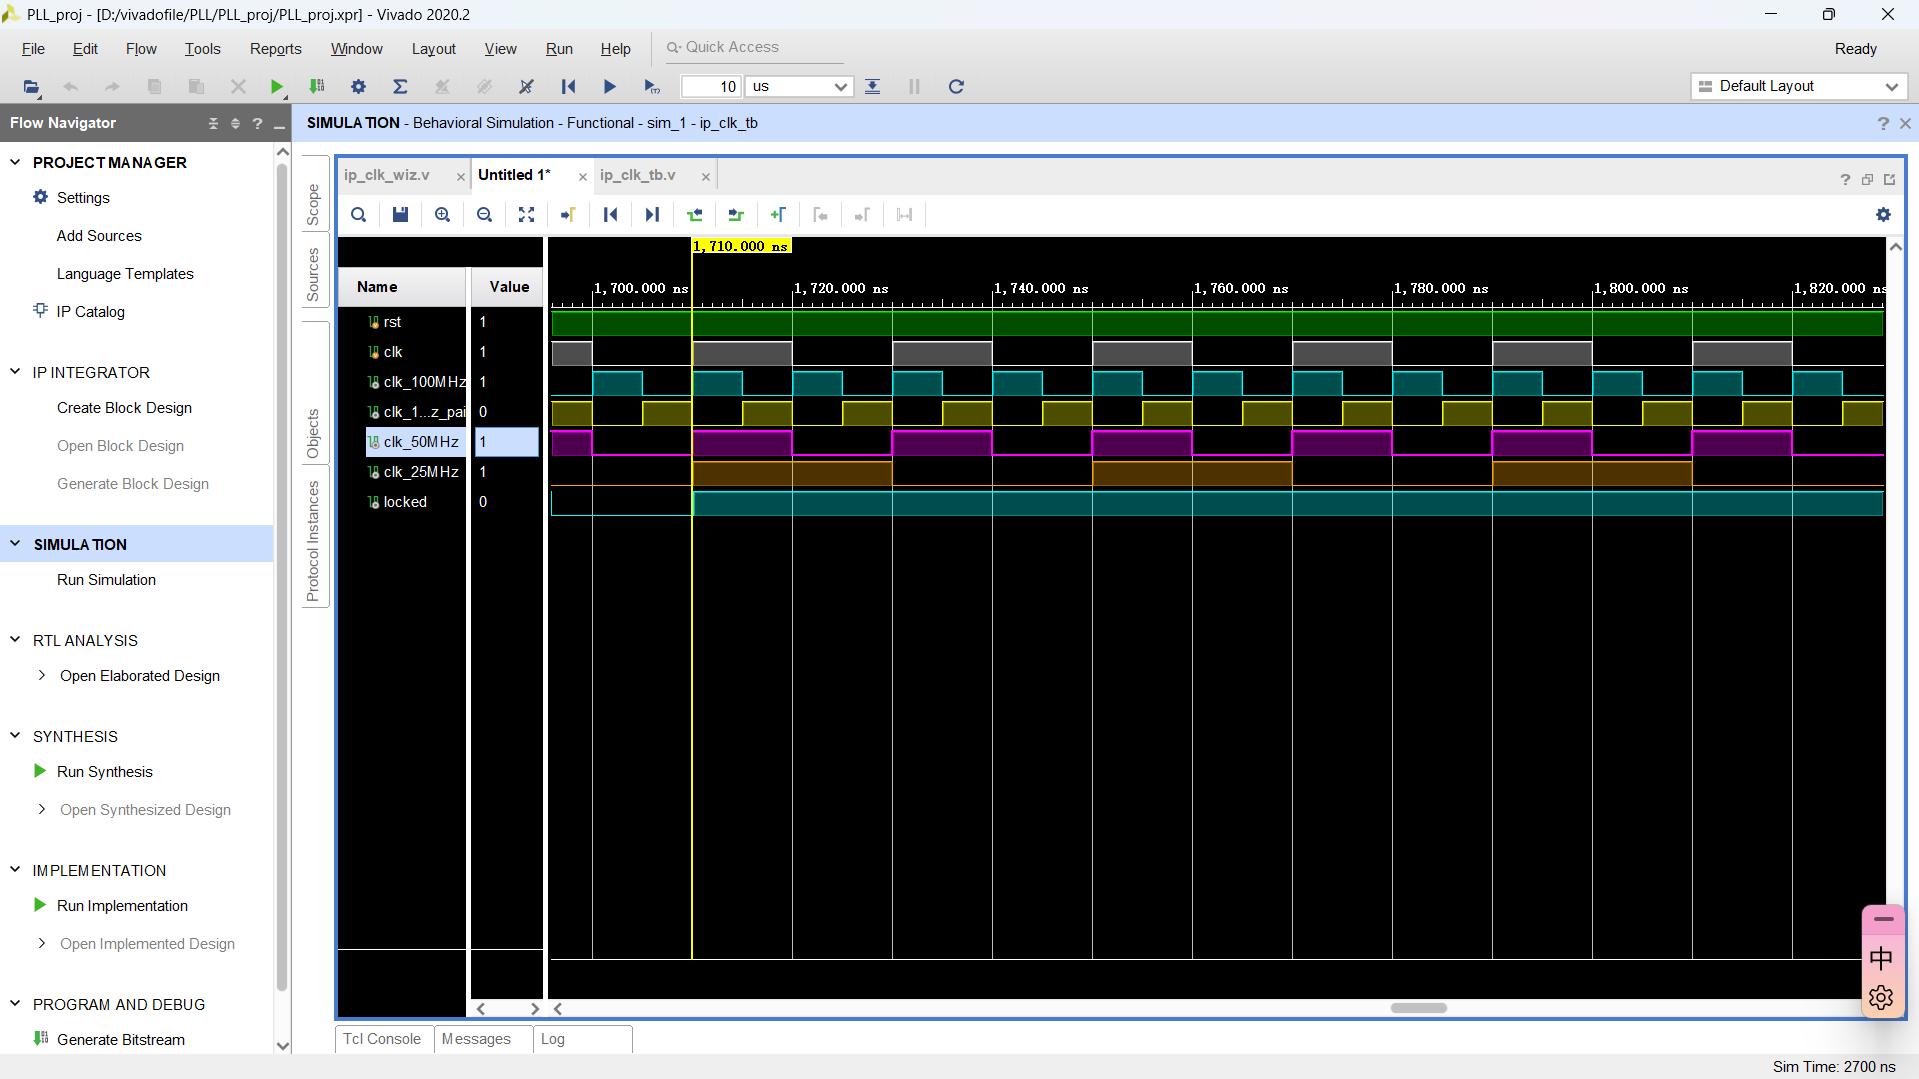 PLL_proj - [D:/vivadofile/PLL/PLL_proj/PLL_proj.xpr] - Vivado 2020.2
File Edit Flow Tools Reports Window Layout View Run Help Quick Access Ready
10 us Default Layout
Flow Navigator
SIMULATION - Behavioral Simulation - Functional - sim_1 - ip_clk_tb
PROJECT MANAGER
Settings
Add Sources
Language Templates
IP Catalog
IP INTEGRATOR
Create Block Design
Open Block Design
Generate Block Design
SIMULATION
Run Simulation
RTL ANALYSIS
Open Elaborated Design
SYNTHESIS
Run Synthesis
Open Synthesized Design
IMPLEMENTATION
Run Implementation
Open Implemented Design
PROGRAM AND DEBUG
Generate Bitstream
Scope
Sources
Objects
Protocol Instances
ip_clk_wiz.v Untitled 1* ip_clk_tb.v
1,710.000 ns
Name Value
1,700.000 ns 1,720.000 ns 1,740.000 ns 1,760.000 ns 1,780.000 ns 1,800.000 ns 1,820.000 ns
rst 1
clk 1
clk_100MHz 1
clk_1...z_pai 0
clk_50MHz 1
clk_25MHz 1
locked 0
中
Tcl Console Messages Log
Sim Time: 2700 ns